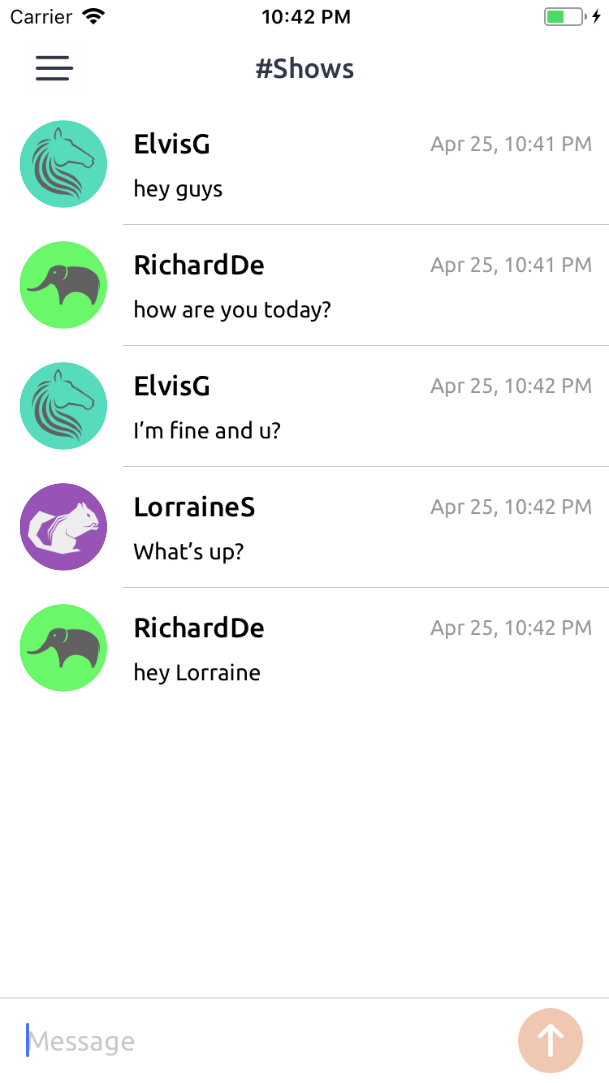 Carrier 10:42 PM
#Shows
ElvisG Apr 25, 10:41 PM
hey guys
RichardDe Apr 25, 10:41 PM
how are you today?
ElvisG Apr 25, 10:42 PM
I’m fine and u?
LorraineS Apr 25, 10:42 PM
What’s up?
RichardDe Apr 25, 10:42 PM
hey Lorraine
Message